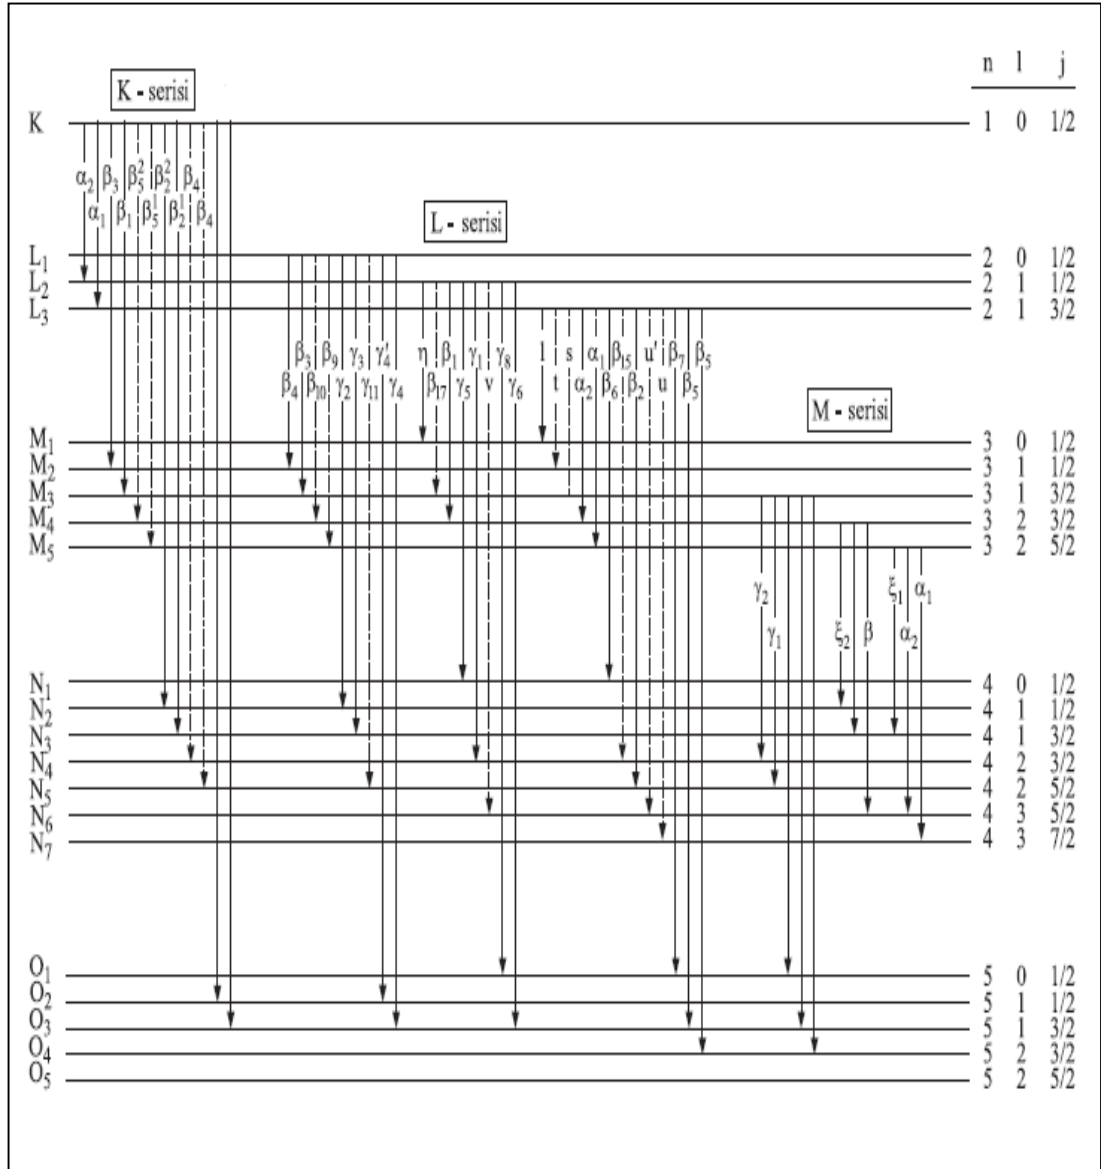 n l j
K - serisi
K 1 0 1/2
α₂ β₃ β₅² β₂² β₄
α₁ β₁ β₅¹ β₂¹ β₄
L - serisi
L₁ 2 0 1/2
L₂ 2 1 1/2
L₃ 2 1 3/2
β₃ β₉ γ₃ γ₄' η β₁ γ₁ γ₈ l s α₁ β₁₅ u' β₇ β₅
β₄ β₁₀ γ₂ γ₁₁ γ₄ β₁₇ γ₅ v γ₆ t α₂ β₆ β₂ u β₅
M - serisi
M₁ 3 0 1/2
M₂ 3 1 1/2
M₃ 3 1 3/2
M₄ 3 2 3/2
M₅ 3 2 5/2
γ₂ ξ₁ α₁
γ₁ ξ₂ β α₂
N₁ 4 0 1/2
N₂ 4 1 1/2
N₃ 4 1 3/2
N₄ 4 2 3/2
N₅ 4 2 5/2
N₆ 4 3 5/2
N₇ 4 3 7/2
O₁ 5 0 1/2
O₂ 5 1 1/2
O₃ 5 1 3/2
O₄ 5 2 3/2
O₅ 5 2 5/2